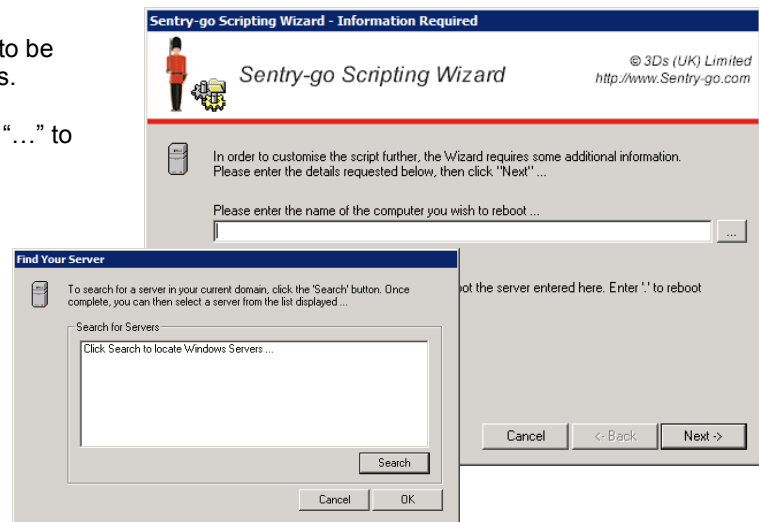 to be
s.
"…" to
Sentry-go Scripting Wizard - Information Required
Sentry-go Scripting Wizard
© 3Ds (UK) Limited
http://www.Sentry-go.com
In order to customise the script further, the Wizard requires some additional information.
Please enter the details requested below, then click "Next" ...
Please enter the name of the computer you wish to reboot ...
...
ot the server entered here. Enter '.' to reboot
Cancel
<- Back
Next ->
Find Your Server
To search for a server in your current domain, click the 'Search' button. Once
complete, you can then select a server from the list displayed ...
Search for Servers
Click Search to locate Windows Servers ...
Search
Cancel
OK